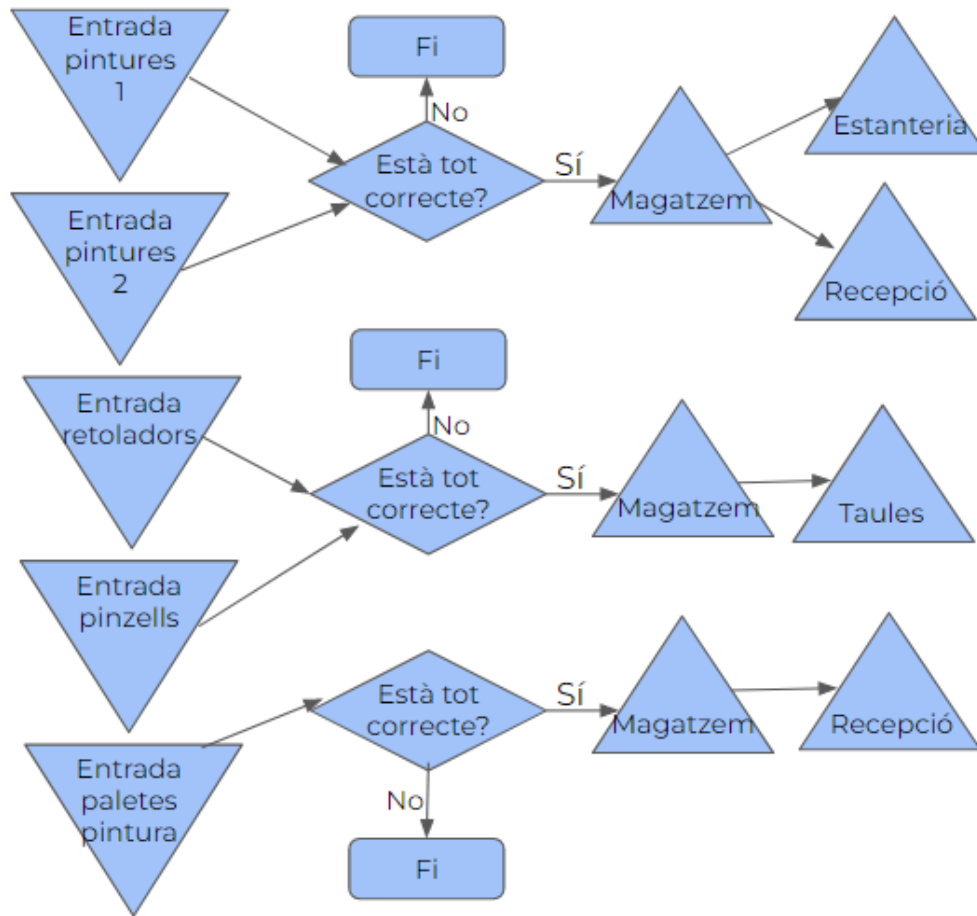 Entrada
pintures
1
Fi
No
Està tot
correcte?
Sí
Magatzem
Estanteria
Recepció
Entrada
pintures
2
Entrada
retoladors
Fi
No
Està tot
correcte?
Sí
Magatzem
Taules
Entrada
pinzells
Està tot
correcte?
Sí
Magatzem
Recepció
Entrada
paletes
pintura
No
Fi